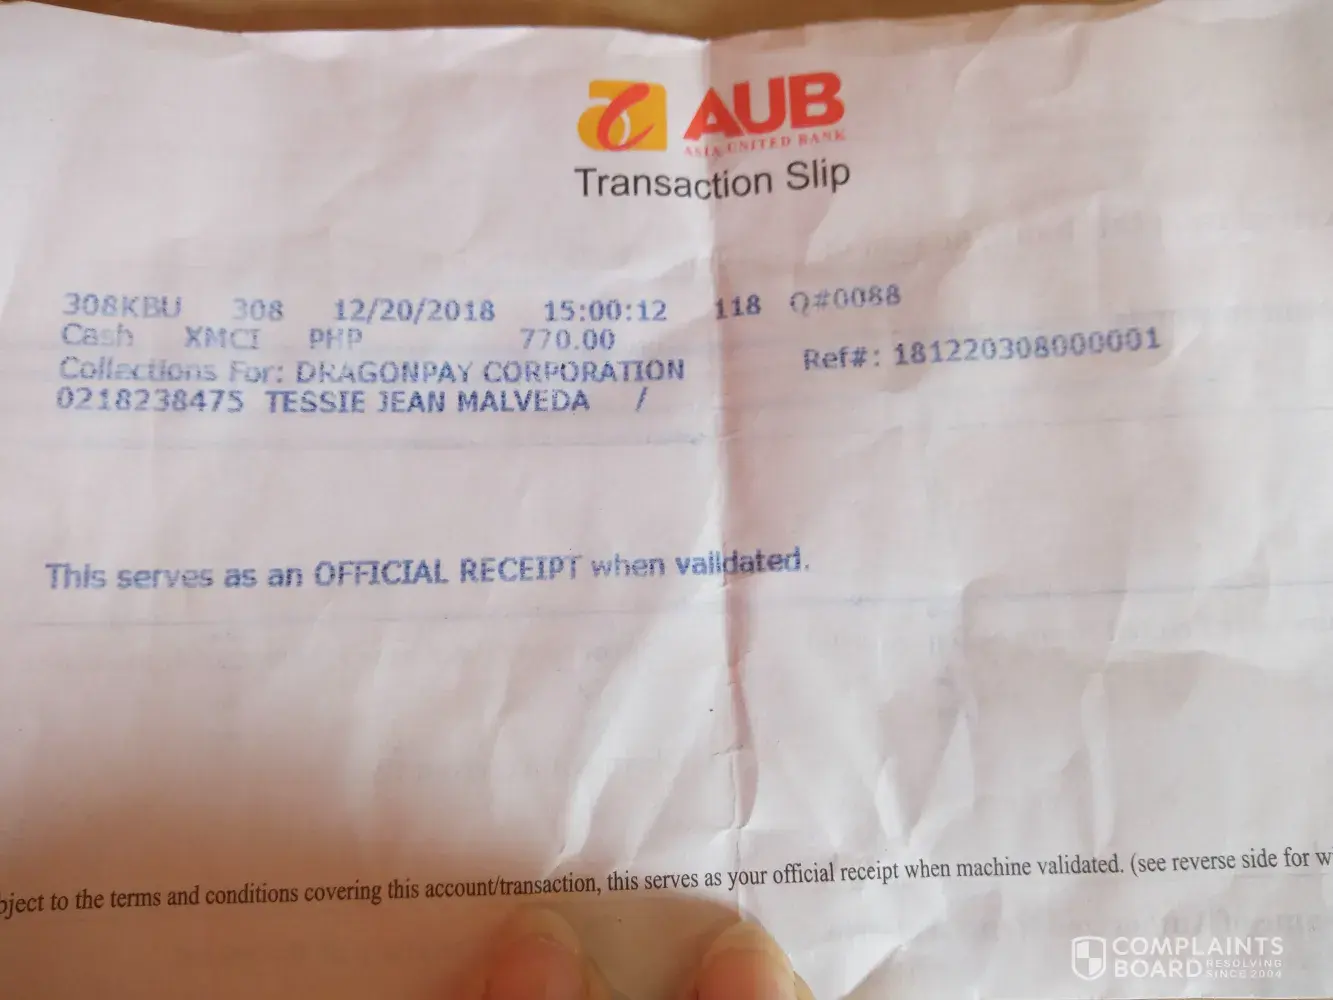 AUB
ASIA UNITED BANK
Transaction Slip
308KBU 308 12/20/2018 15:00:12 118 Q#0088
Cash XMCI PHP 770.00
Collections For: DRAGONPAY CORPORATION Ref#: 181220308000001
0218238475 TESSIE JEAN MALVEDA /
This serves as an OFFICIAL RECEIPT when validated.
bject to the terms and conditions covering this account/transaction, this serves as your official receipt when machine validated. (see reverse side for w
COMPLAINTS
BOARD RESOLVING
SINCE 2004